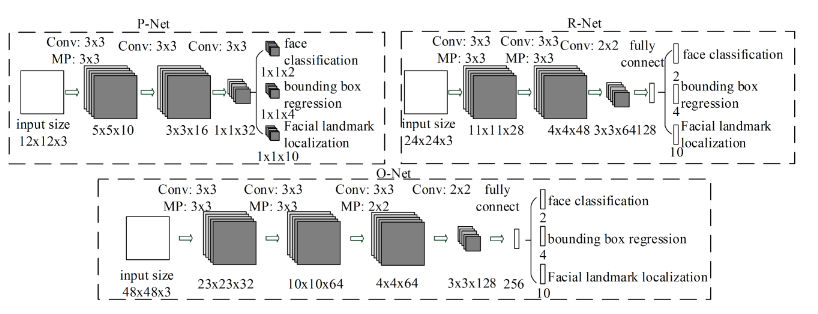 P-Net
Conv: 3x3 Conv: 3x3 Conv: 3x3
MP: 3x3
face
classification
1x1x2
bounding box
regression
1x1x4
Facial landmark
localization
1x1x10
input size
12x12x3
5x5x10 3x3x16 1x1x32
R-Net
Conv: 3x3 Conv: 3x3 Conv: 2x2 fully
MP: 3x3 MP: 3x3 connect
face classification
2
bounding box
regression
4
Facial landmark
localization
10
input size
24x24x3
11x11x28 4x4x48 3x3x64 128
O-Net
Conv: 3x3 Conv: 3x3 Conv: 3x3 Conv: 2x2 fully
MP: 3x3 MP: 3x3 MP: 2x2 connect
face classification
2
bounding box regression
4
Facial landmark localization
10
input size
48x48x3
23x23x32 10x10x64 4x4x64 3x3x128 256